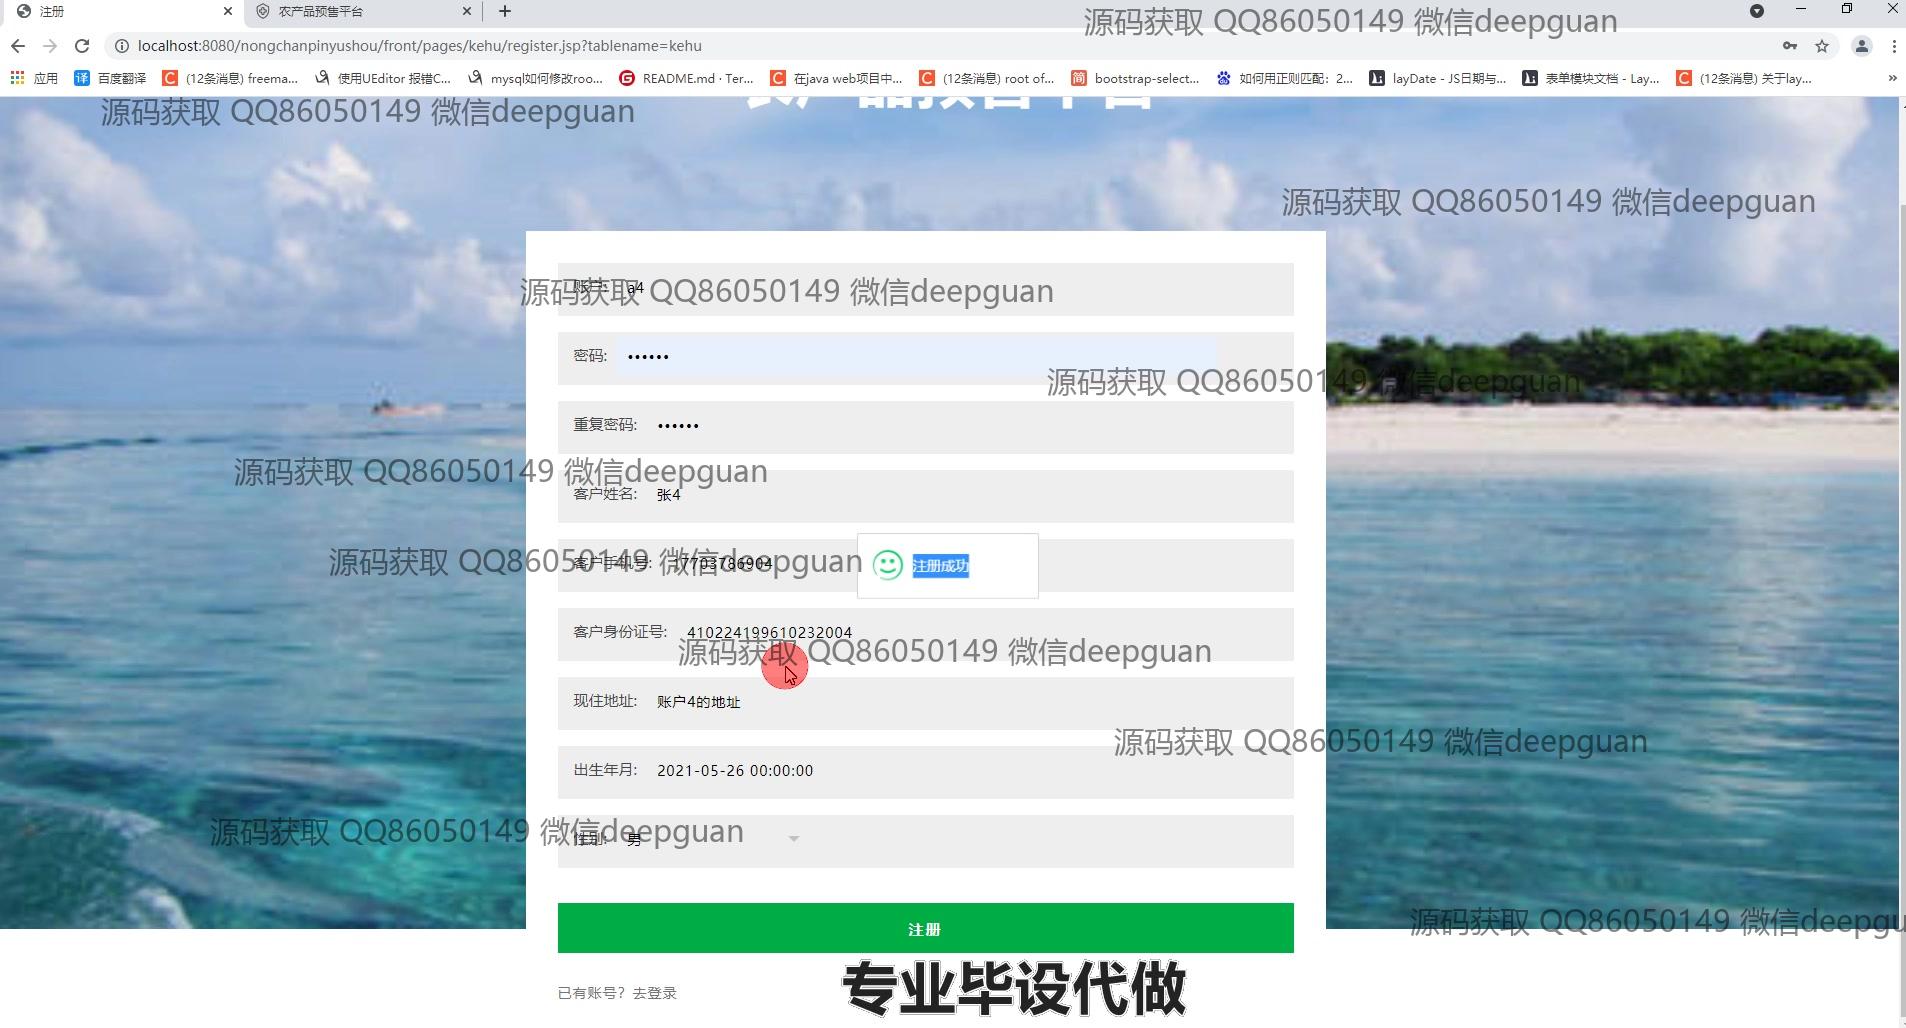 注册
农产品预售平台
源码获取 QQ86050149 微信deepguan
localhost:8080/nongchanpinyushou/front/pages/kehu/register.jsp?tablename=kehu
应用 百度翻译 (12条消息) freema... 使用UEditor 报错C... mysql如何修改roo... README.md · Ter... 在java web项目中... (12条消息) root of... bootstrap-select... 如何用正则匹配：2... layDate - JS日期与... 表单模块文档 - Lay... (12条消息) 关于lay... »
农产品预售平台
源码获取 QQ86050149 微信deepguan
源码获取 QQ86050149 微信deepguan
账户: a4
源码获取 QQ86050149 微信deepguan
密码: ••••••
源码获取 QQ86050149 微信deepguan
重复密码: ••••••
源码获取 QQ86050149 微信deepguan
客户姓名: 张4
客户手机号: 17703786904
源码获取 QQ86050149 微信deepguan
注册成功
客户身份证号: 410224199610232004
源码获取 QQ86050149 微信deepguan
现住地址: 账户4的地址
源码获取 QQ86050149 微信deepguan
出生年月: 2021-05-26 00:00:00
源码获取 QQ86050149 微信deepguan
性别: 男
注册
源码获取 QQ86050149 微信deepgu
已有账号？去登录
专业毕设代做